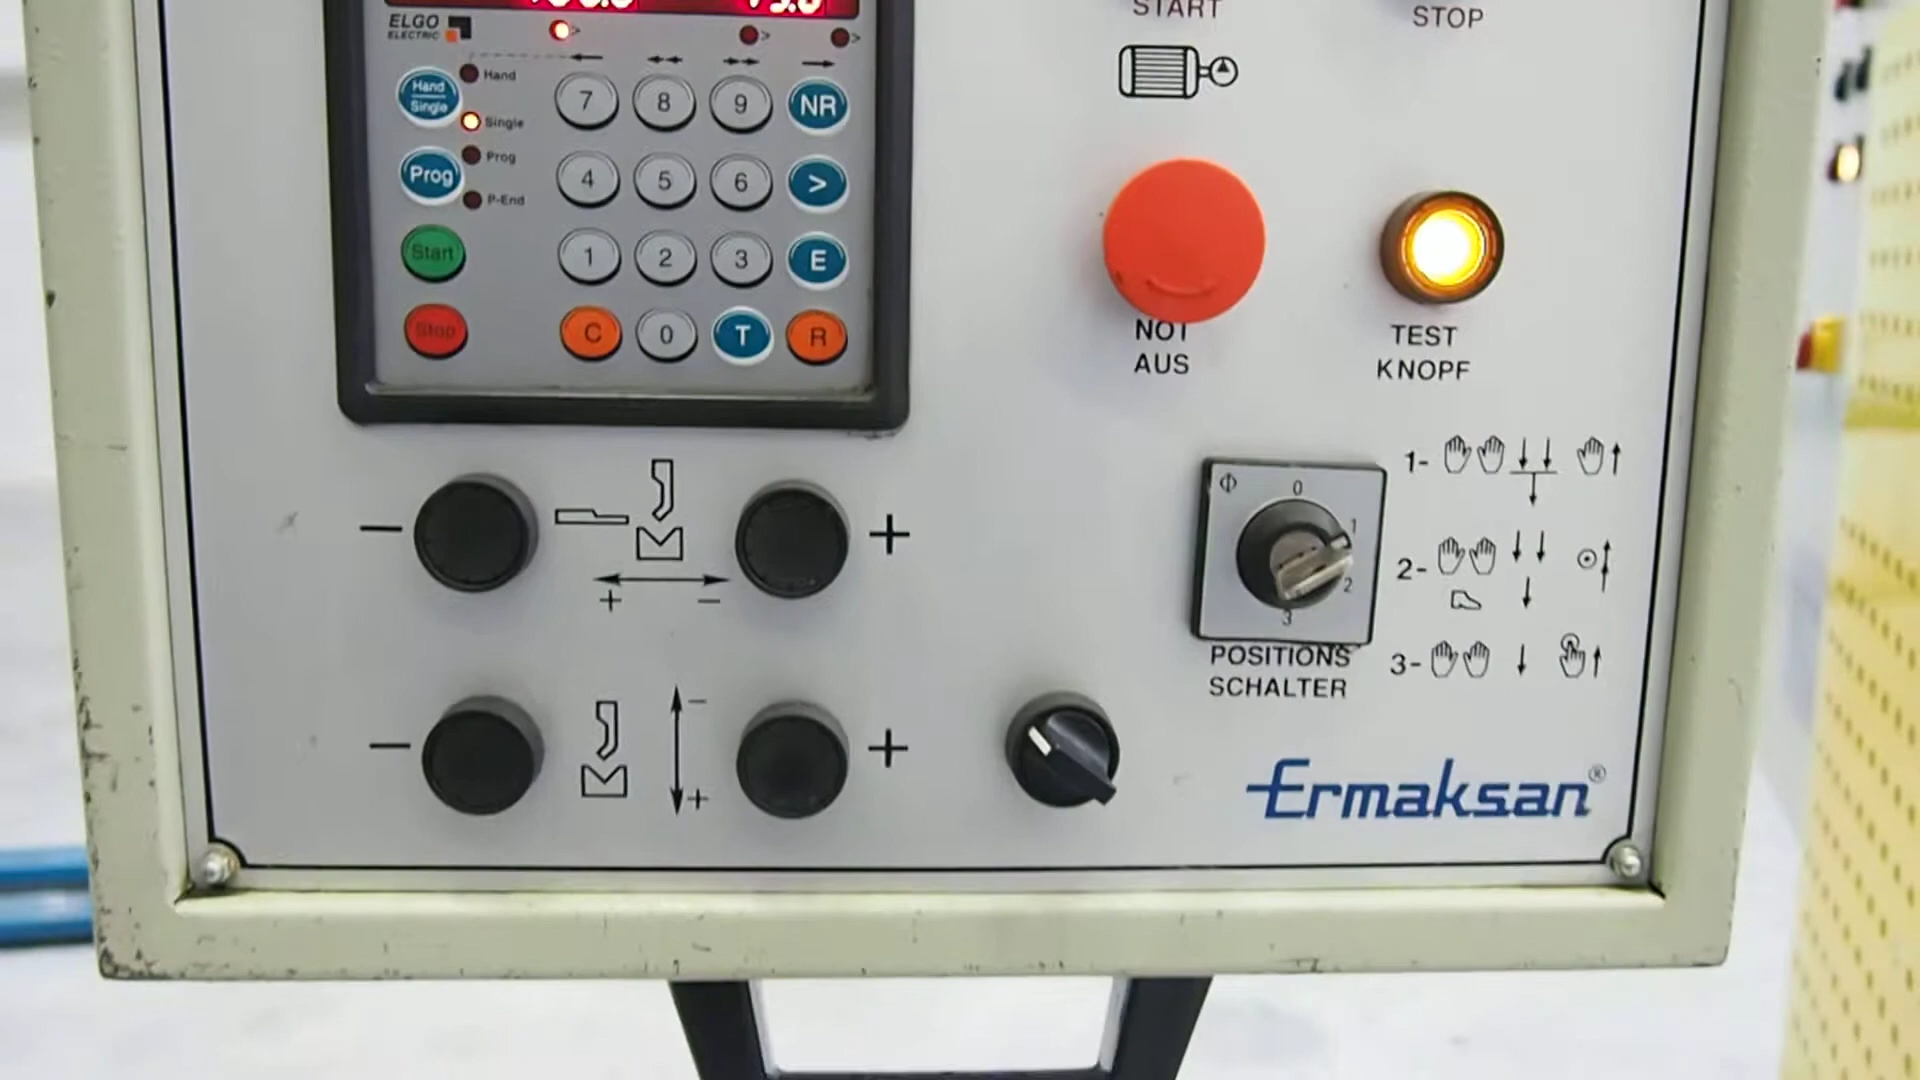 START
STOP
ELGO
ELECTRIC
Hand
Single
Hand
Single
Prog
Prog
P-End
Start
Stop
7 8 9 NR
4 5 6 >
1 2 3 E
C 0 T R
NOT
AUS
TEST
KNOPF
0
1
2
3
1-
2-
3-
POSITIONS
SCHALTER
- +
+ -
- +
-
+
Ermaksan®